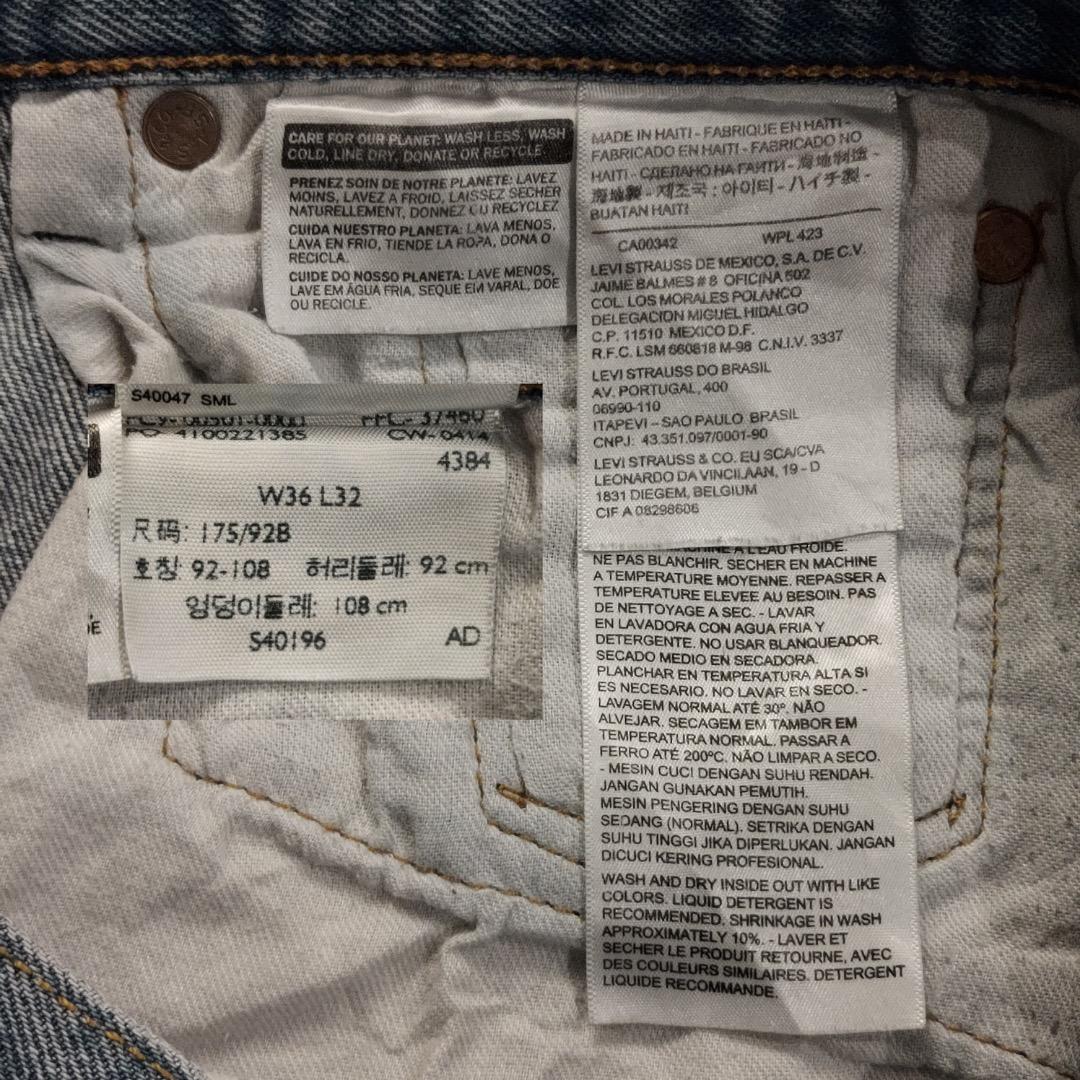 CARE FOR OUR PLANET: WASH LESS, WASH
COLD, LINE DRY, DONATE OR RECYCLE.
PRENEZ SOIN DE NOTRE PLANETE: LAVEZ
MOINS, LAVEZ A FROID, LAISSEZ SECHER
NATURELLEMENT, DONNEZ OU RECYCLEZ
CUIDA NUESTRO PLANETA: LAVA MENOS,
LAVA EN FRIO, TIENDE LA ROPA, DONA O
RECICLA.
CUIDE DO NOSSO PLANETA: LAVE MENOS,
LAVE EM ÁGUA FRIA, SEQUE EM VARAL, DOE
OU RECICLE.
MADE IN HAITI - FABRIQUE EN HAITI -
FABRICADO EN HAITI - FABRICADO NO
HAITI - СДЕЛАНО НА ГАИТИ - 海地制造 -
海地製 - 제조국 : 아이티 - ハイチ製 -
BUATAN HAITI
CA00342 WPL 423
LEVI STRAUSS DE MEXICO, S.A. DE C.V.
JAIME BALMES # 8 OFICINA 602
COL. LOS MORALES POLANCO
DELEGACION MIGUEL HIDALGO
C.P. 11510 MEXICO D.F.
R.F.C. LSM 660818 M-98 C.N.I.V. 3337
LEVI STRAUSS DO BRASIL
AV. PORTUGAL, 400
06990-110
ITAPEVI – SAO PAULO BRASIL
CNPJ: 43.351.097/0001-90
LEVI STRAUSS & CO. EU SCA/CVA
LEONARDO DA VINCILAAN, 19 - D
1831 DIEGEM, BELGIUM
CIF A 08298606
S40047 SML
PO- 4100221385 CW- 0414
4384
W36 L32
尺码: 175/92B
호칭 92-108 허리둘레: 92 cm
엉덩이둘레: 108 cm
S40196 AD
A L'EAU FROIDE.
NE PAS BLANCHIR. SECHER EN MACHINE
A TEMPERATURE MOYENNE. REPASSER A
TEMPERATURE ELEVEE AU BESOIN. PAS
DE NETTOYAGE A SEC. - LAVAR
EN LAVADORA CON AGUA FRIA Y
DETERGENTE. NO USAR BLANQUEADOR.
SECADO MEDIO EN SECADORA.
PLANCHAR EN TEMPERATURA ALTA SI
ES NECESARIO. NO LAVAR EN SECO. -
LAVAGEM NORMAL ATÉ 30º. NÃO
ALVEJAR. SECAGEM EM TAMBOR EM
TEMPERATURA NORMAL. PASSAR A
FERRO ATÉ 200ºC. NÃO LIMPAR A SECO.
- MESIN CUCI DENGAN SUHU RENDAH.
JANGAN GUNAKAN PEMUTIH.
MESIN PENGERING DENGAN SUHU
SEDANG (NORMAL). SETRIKA DENGAN
SUHU TINGGI JIKA DIPERLUKAN. JANGAN
DICUCI KERING PROFESIONAL.
WASH AND DRY INSIDE OUT WITH LIKE
COLORS. LIQUID DETERGENT IS
RECOMMENDED. SHRINKAGE IN WASH
APPROXIMATELY 10%. - LAVER ET
SECHER LE PRODUIT RETOURNE, AVEC
DES COULEURS SIMILAIRES. DETERGENT
LIQUIDE RECOMMANDE.